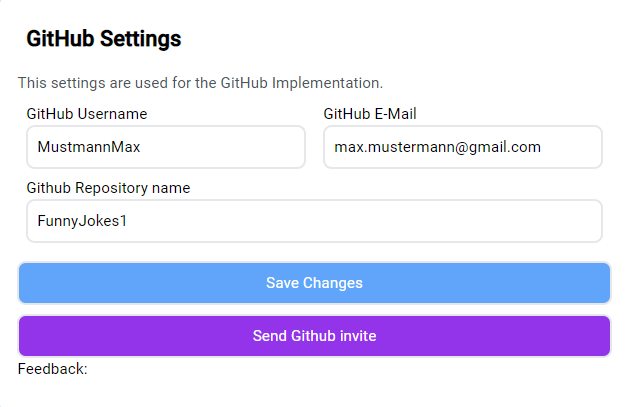 GitHub Settings
This settings are used for the GitHub Implementation.
GitHub Username
GitHub E-Mail
MustmannMax
max.mustermann@gmail.com
Github Repository name
FunnyJokes1
Save Changes
Send Github invite
Feedback: